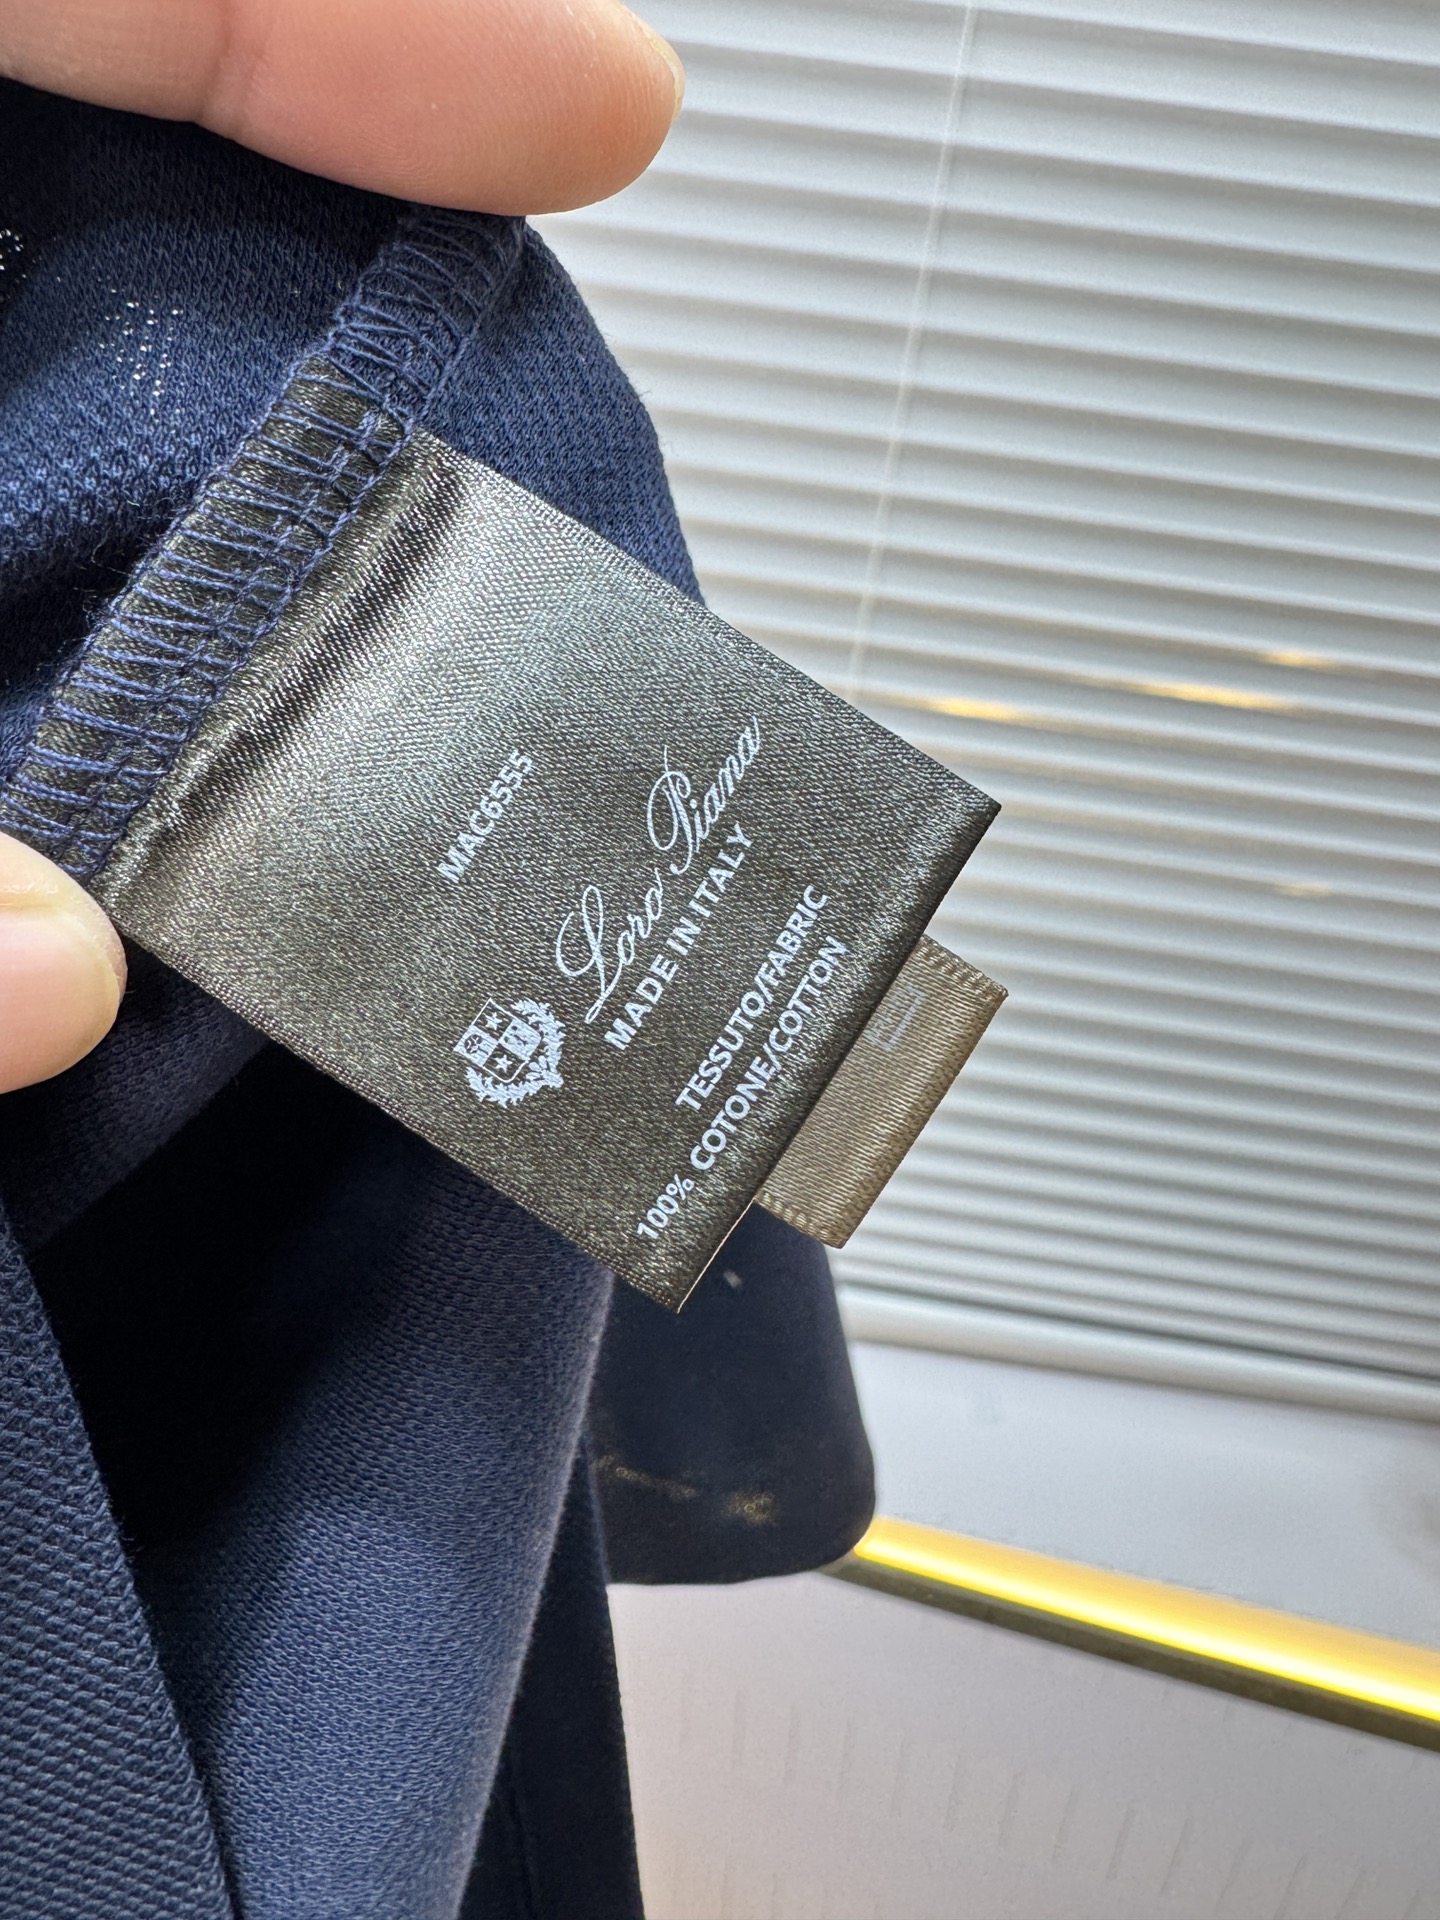 MAC6555
Loro Piana
MADE IN ITALY
TESSUTO/FABRIC
100% COTONE/COTTON